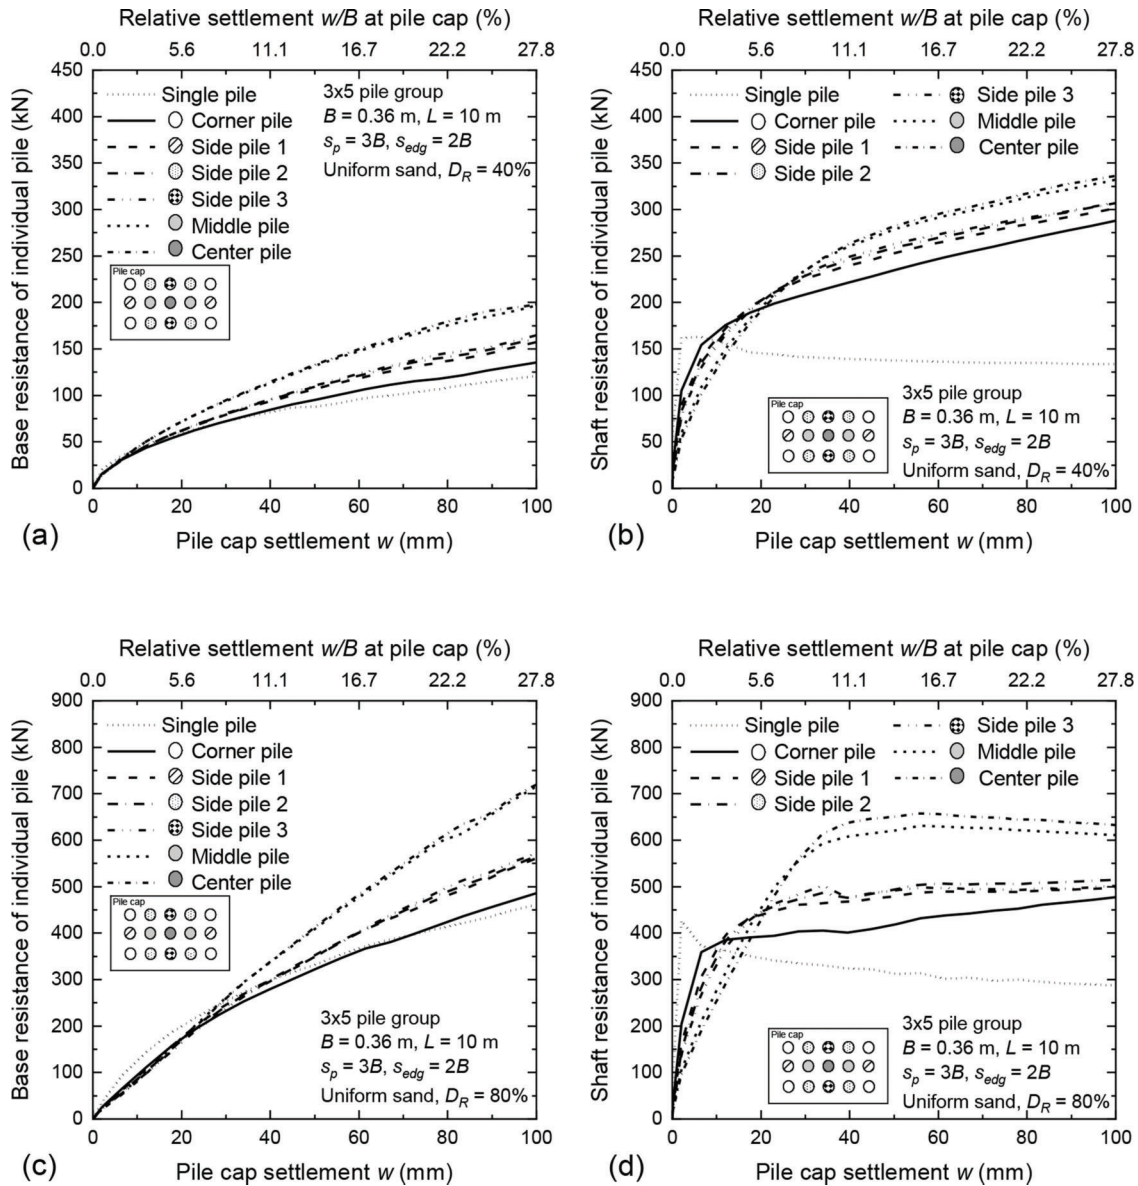 Relative settlement w/B at pile cap (%)
0.0 5.6 11.1 16.7 22.2 27.8
450
400
350
300
250
200
150
100
50
0
Base resistance of individual pile (kN)
Single pile
Corner pile
Side pile 1
Side pile 2
Side pile 3
Middle pile
Center pile
3x5 pile group
B = 0.36 m, L = 10 m
sp = 3B, sedg = 2B
Uniform sand, DR = 40%
Pile cap
0 20 40 60 80 100
(a)
Pile cap settlement w (mm)
Relative settlement w/B at pile cap (%)
0.0 5.6 11.1 16.7 22.2 27.8
450
400
350
300
250
200
150
100
50
0
Shaft resistance of individual pile (kN)
Single pile
Corner pile
Side pile 1
Side pile 2
Side pile 3
Middle pile
Center pile
Pile cap
3x5 pile group
B = 0.36 m, L = 10 m
sp = 3B, sedg = 2B
Uniform sand, DR = 40%
0 20 40 60 80 100
(b)
Pile cap settlement w (mm)
Relative settlement w/B at pile cap (%)
0.0 5.6 11.1 16.7 22.2 27.8
900
800
700
600
500
400
300
200
100
0
Base resistance of individual pile (kN)
Single pile
Corner pile
Side pile 1
Side pile 2
Side pile 3
Middle pile
Center pile
Pile cap
3x5 pile group
B = 0.36 m, L = 10 m
sp = 3B, sedg = 2B
Uniform sand, DR = 80%
0 20 40 60 80 100
(c)
Pile cap settlement w (mm)
Relative settlement w/B at pile cap (%)
0.0 5.6 11.1 16.7 22.2 27.8
900
800
700
600
500
400
300
200
100
0
Shaft resistance of individual pile (kN)
Single pile
Corner pile
Side pile 1
Side pile 2
Side pile 3
Middle pile
Center pile
Pile cap
3x5 pile group
B = 0.36 m, L = 10 m
sp = 3B, sedg = 2B
Uniform sand, DR = 80%
0 20 40 60 80 100
(d)
Pile cap settlement w (mm)